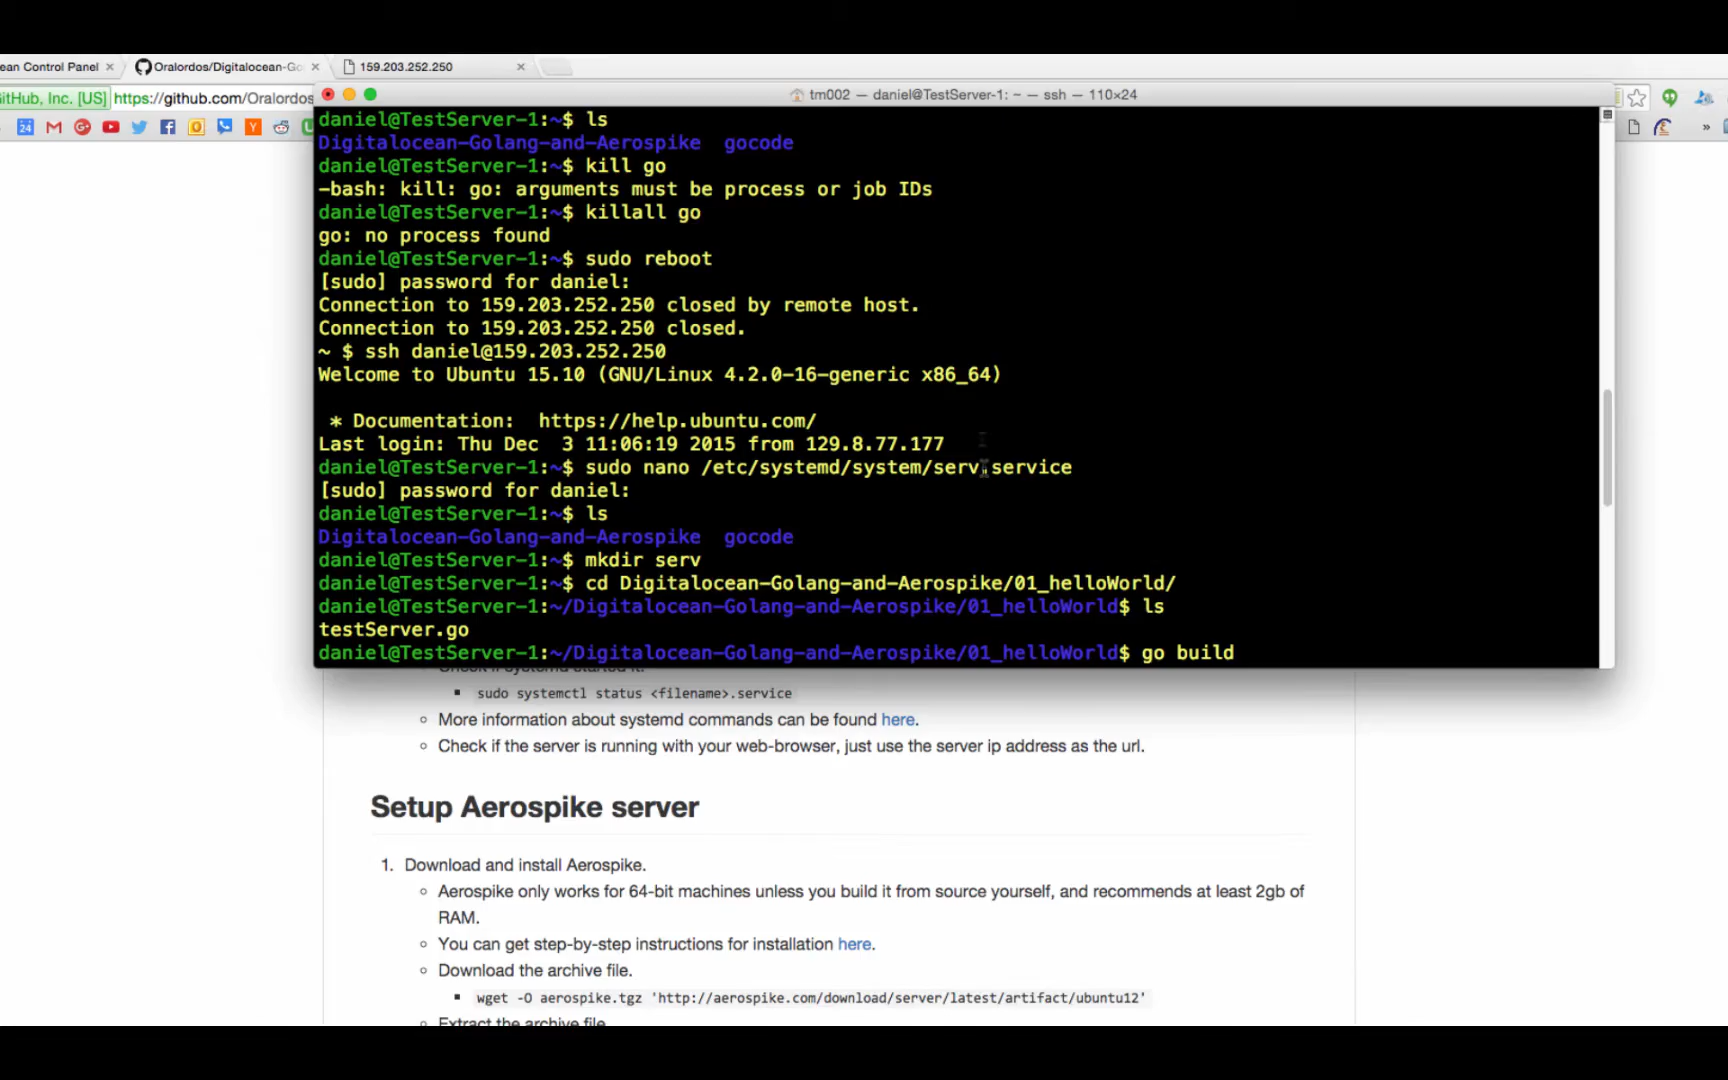 ean Control Panel
Oralordos/Digitalocean-Go
159.203.252.250
itHub, Inc. [US] https://github.com/Oralordos
24
tm002 — daniel@TestServer-1: ~ — ssh — 110×24
daniel@TestServer-1:~$ ls
Digitalocean-Golang-and-Aerospike gocode
daniel@TestServer-1:~$ kill go
-bash: kill: go: arguments must be process or job IDs
daniel@TestServer-1:~$ killall go
go: no process found
daniel@TestServer-1:~$ sudo reboot
[sudo] password for daniel:
Connection to 159.203.252.250 closed by remote host.
Connection to 159.203.252.250 closed.
~ $ ssh daniel@159.203.252.250
Welcome to Ubuntu 15.10 (GNU/Linux 4.2.0-16-generic x86_64)
* Documentation: https://help.ubuntu.com/
Last login: Thu Dec 3 11:06:19 2015 from 129.8.77.177
daniel@TestServer-1:~$ sudo nano /etc/systemd/system/serv.service
[sudo] password for daniel:
daniel@TestServer-1:~$ ls
Digitalocean-Golang-and-Aerospike gocode
daniel@TestServer-1:~$ mkdir serv
daniel@TestServer-1:~$ cd Digitalocean-Golang-and-Aerospike/01_helloWorld/
daniel@TestServer-1:~/Digitalocean-Golang-and-Aerospike/01_helloWorld$ ls
testServer.go
daniel@TestServer-1:~/Digitalocean-Golang-and-Aerospike/01_helloWorld$ go build
Check if systemd started it.
sudo systemctl status <filename>.service
More information about systemd commands can be found here.
Check if the server is running with your web-browser, just use the server ip address as the url.
Setup Aerospike server
1. Download and install Aerospike.
Aerospike only works for 64-bit machines unless you build it from source yourself, and recommends at least 2gb of
RAM.
You can get step-by-step instructions for installation here.
Download the archive file.
wget -O aerospike.tgz 'http://aerospike.com/download/server/latest/artifact/ubuntu12'
Extract the archive file